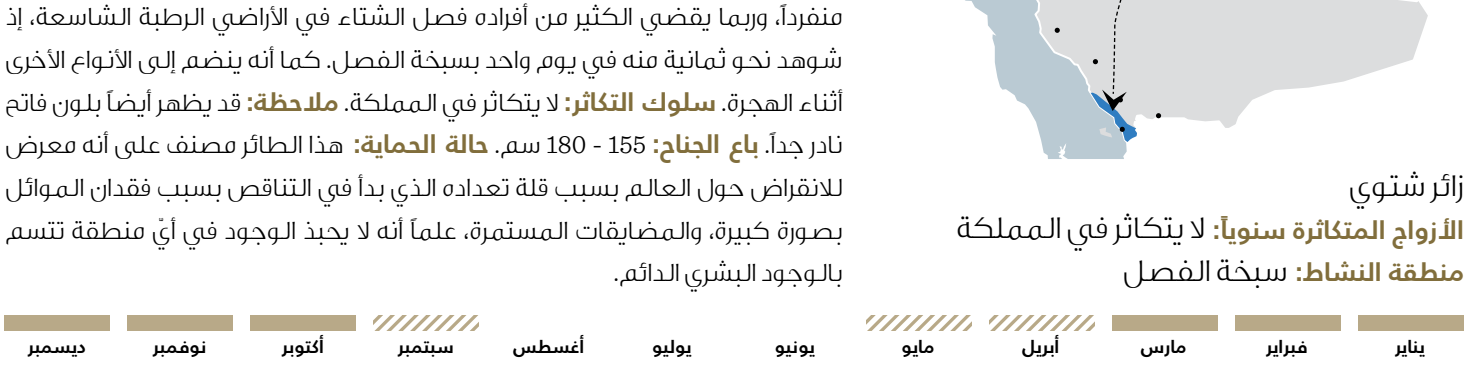 زائر شتوي
الأزواج المتكاثرة سنوياً: لا يتكاثر في المملكة
منطقة النشاط: سبخة الفصل
منفرداً، وربما يقضي الكثير من أفراده فصل الشتاء في الأراضي الرطبة الشاسعة، إذ
شوهد نحو ثمانية منه في يوم واحد بسبخة الفصل. كما أنه ينضم إلى الأنواع الأخرى
أثناء الهجرة. سلوك التكاثر: لا يتكاثر في المملكة. ملاحظة: قد يظهر أيضاً بلون فاتح
نادر جداً. باع الجناح: 155 - 180 سم. حالة الحماية: هذا الطائر مصنف على أنه معرض
للانقراض حول العالم بسبب قلة تعداده الذي بدأ في التناقص بسبب فقدان الموائل
بصورة كبيرة، والمضايقات المستمرة، علماً أنه لا يحبذ الوجود في أيّ منطقة تتسم
بالوجود البشري الدائم.
يناير فبراير مارس أبريل مايو يونيو يوليو أغسطس سبتمبر أكتوبر نوفمبر ديسمبر